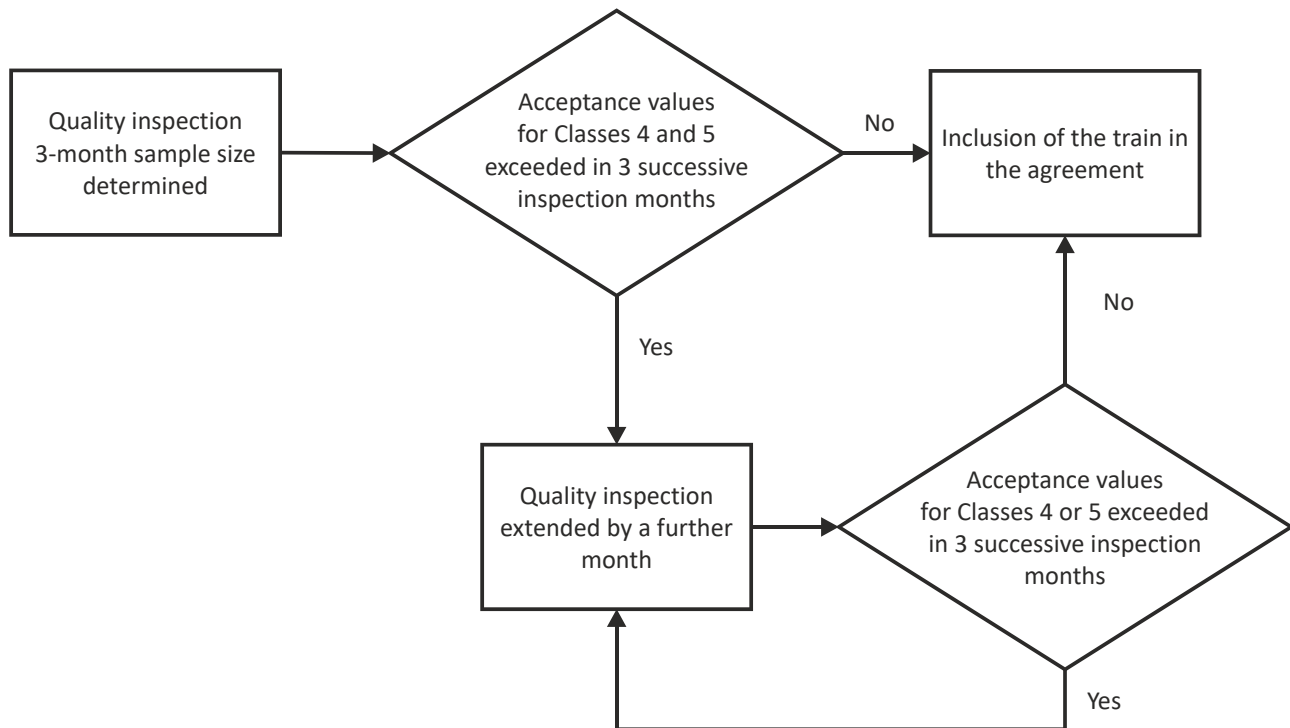 Quality inspection
3-month sample size
determined
Acceptance values
for Classes 4 and 5
exceeded in 3 successive
inspection months
No
Inclusion of the train in
the agreement
Yes
No
Quality inspection
extended by a further
month
Acceptance values
for Classes 4 or 5 exceeded
in 3 successive inspection
months
Yes